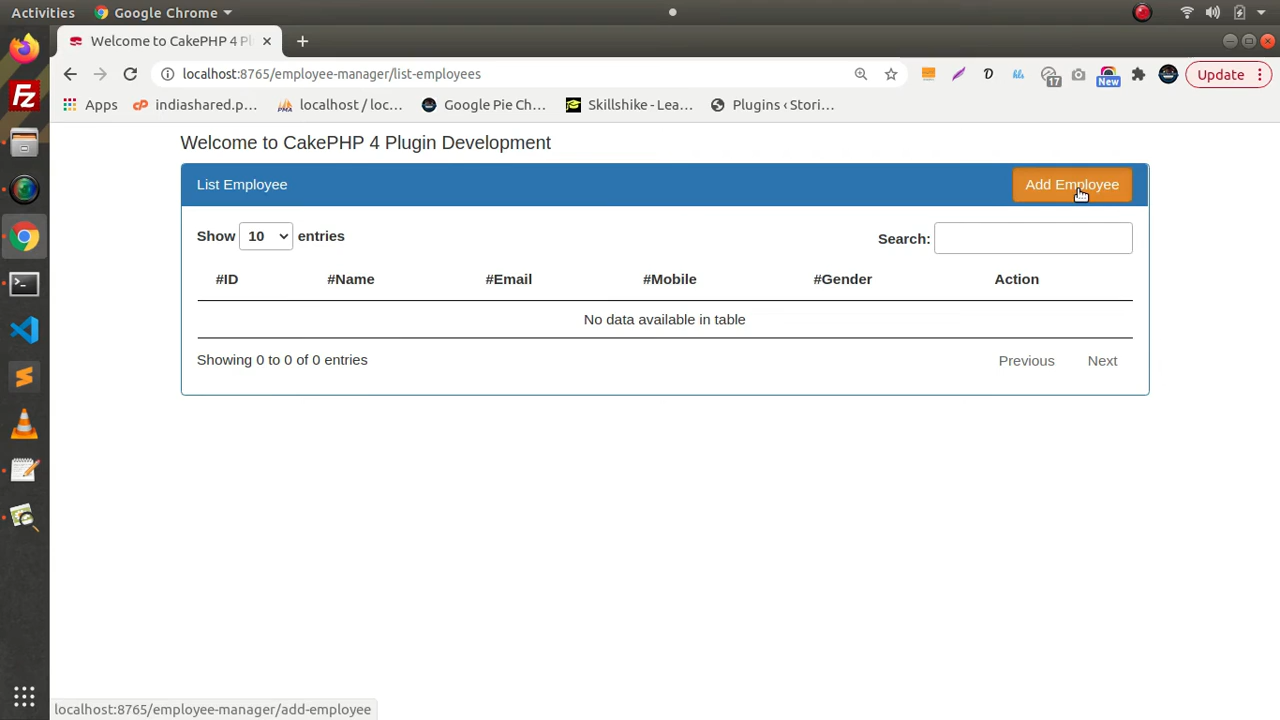 Activities Google Chrome
Welcome to CakePHP 4 Pl
localhost:8765/employee-manager/list-employees
17
New
Update
Apps indiashared.p... localhost / loc... Google Pie Ch... Skillshike - Lea... Plugins ‹ Stori...
Welcome to CakePHP 4 Plugin Development
List Employee Add Employee
Show 10 entries Search:
#ID #Name #Email #Mobile #Gender Action
No data available in table
Showing 0 to 0 of 0 entries Previous Next
localhost:8765/employee-manager/add-employee